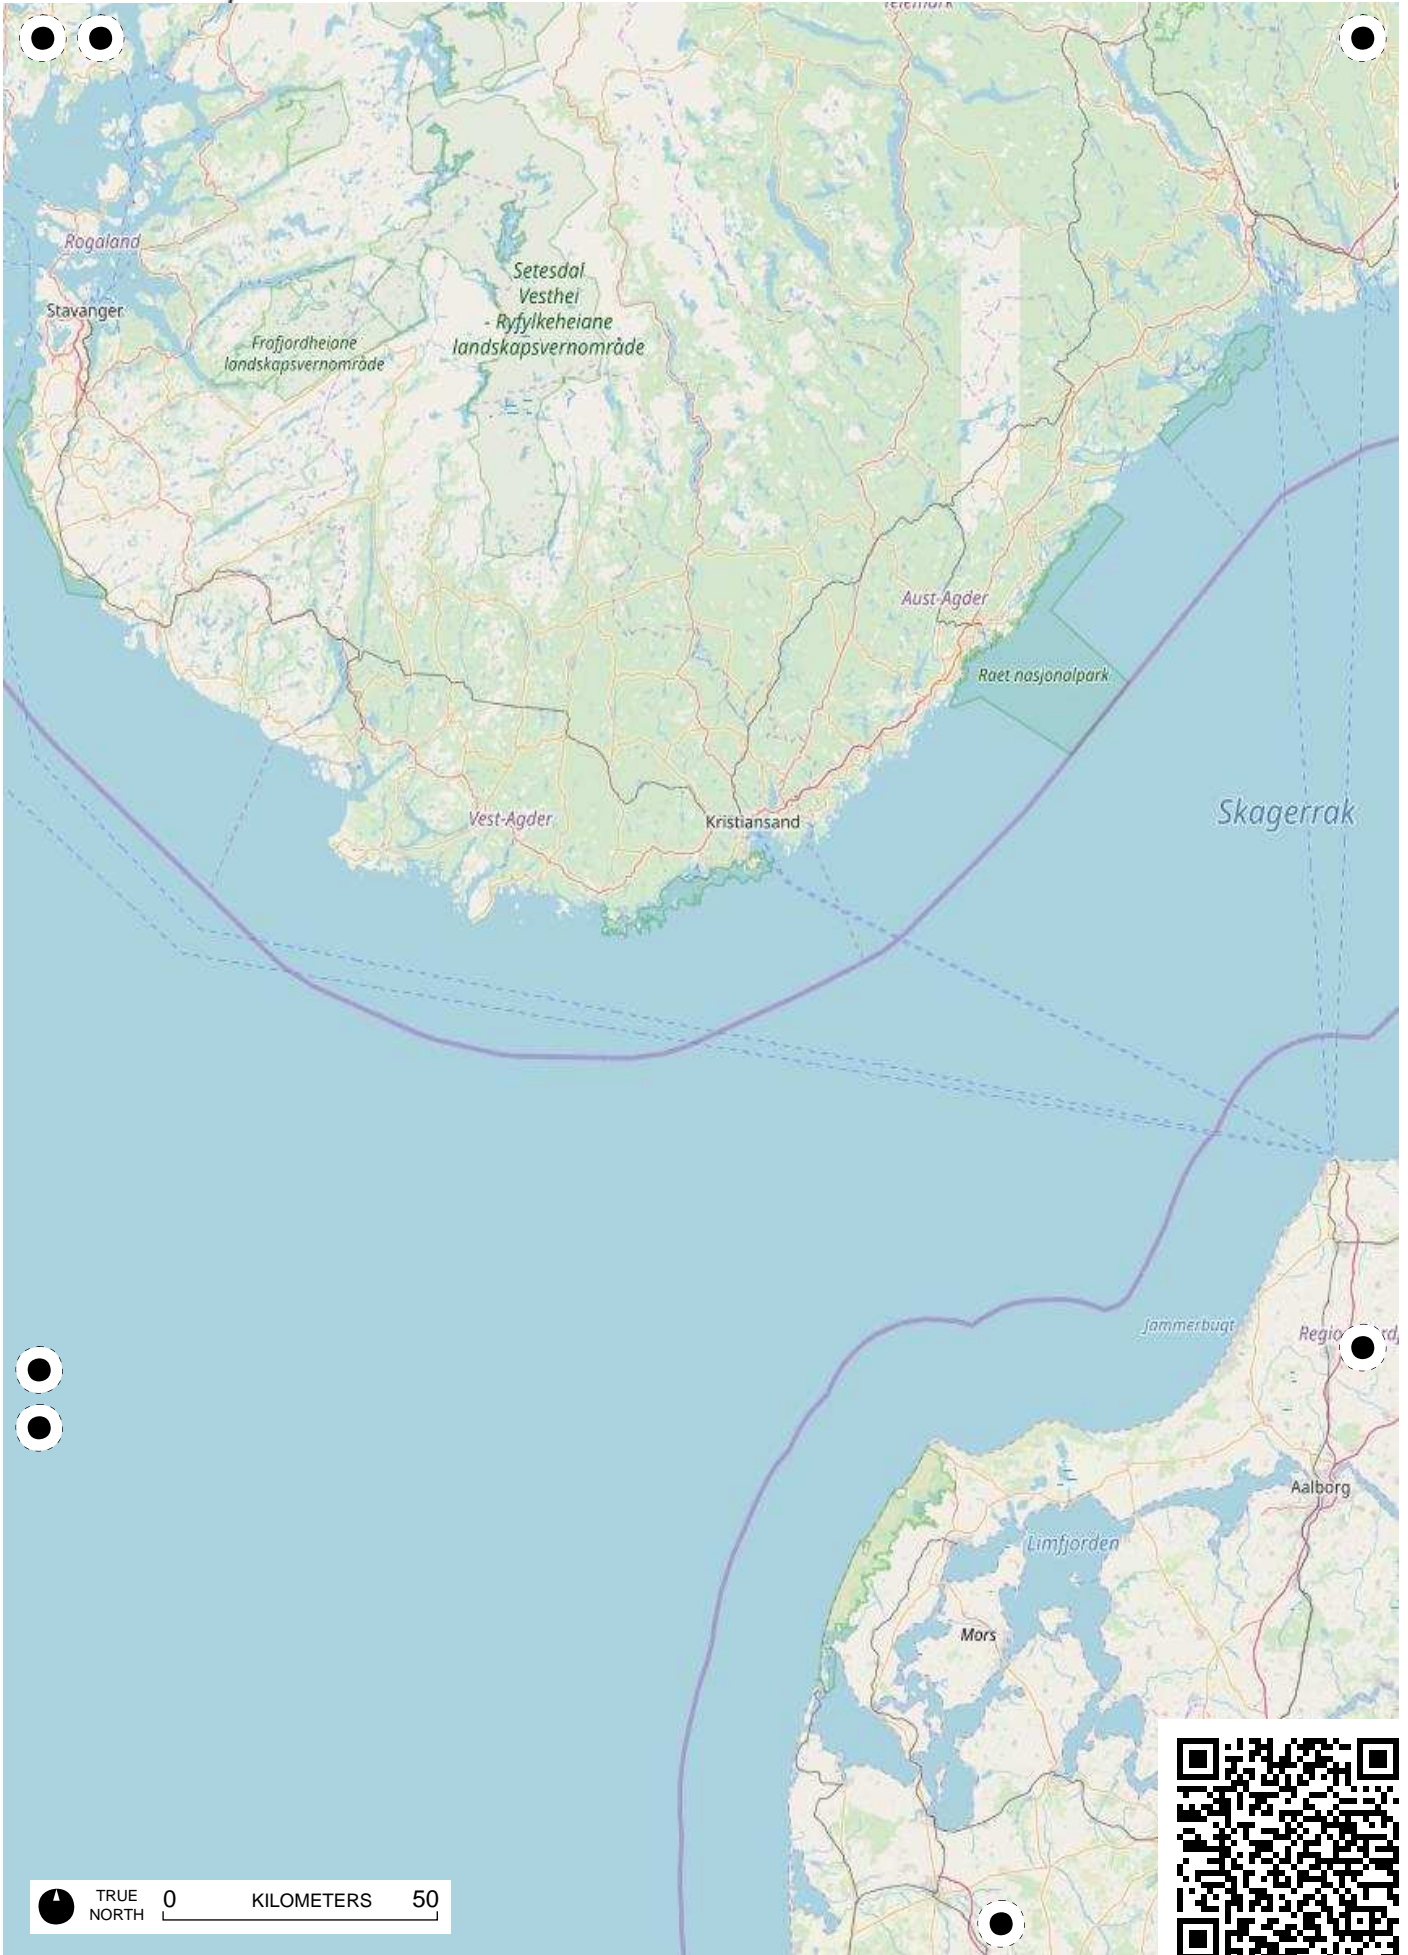 Telemark
Rogaland
Stavanger
Setesdal
Vesthei
- Ryfylkeheiane
landskapsvernområde
Frafjordheiane
landskapsvernområde
Aust-Agder
Raet nasjonalpark
Skagerrak
Vest-Agder
Kristiansand
Jammerbugt
Aalborg
Limfjorden
Mors
TRUE
NORTH
0 KILOMETERS 50